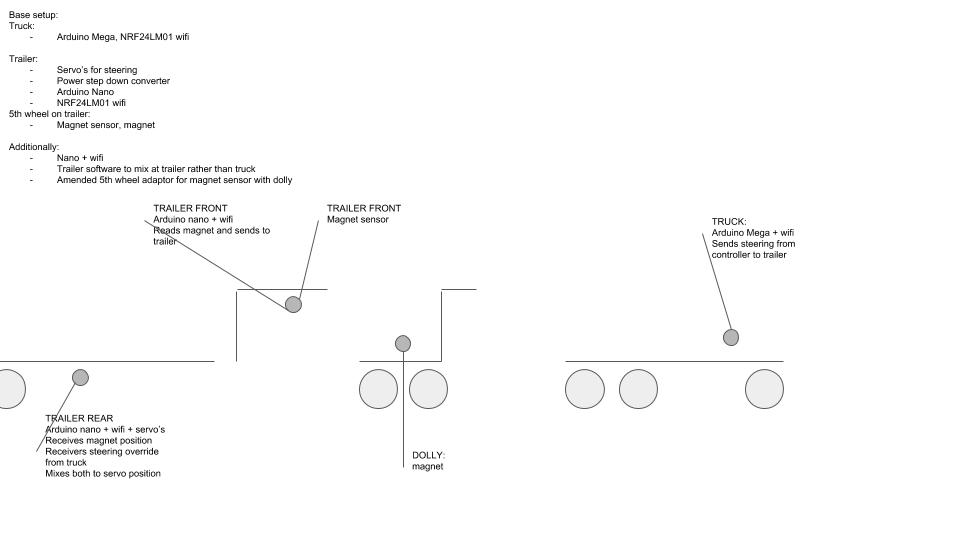 Base setup:
Truck:
- Arduino Mega, NRF24LM01 wifi
Trailer:
- Servo's for steering
- Power step down converter
- Arduino Nano
- NRF24LM01 wifi
5th wheel on trailer:
- Magnet sensor, magnet
Additionally:
- Nano + wifi
- Trailer software to mix at trailer rather than truck
- Amended 5th wheel adaptor for magnet sensor with dolly
TRAILER FRONT
Arduino nano + wifi
Reads magnet and sends to
trailer
TRAILER FRONT
Magnet sensor
TRUCK:
Arduino Mega + wifi
Sends steering from
controller to trailer
TRAILER REAR
Arduino nano + wifi + servo's
Receives magnet position
Receivers steering override
from truck
Mixes both to servo position
DOLLY:
magnet